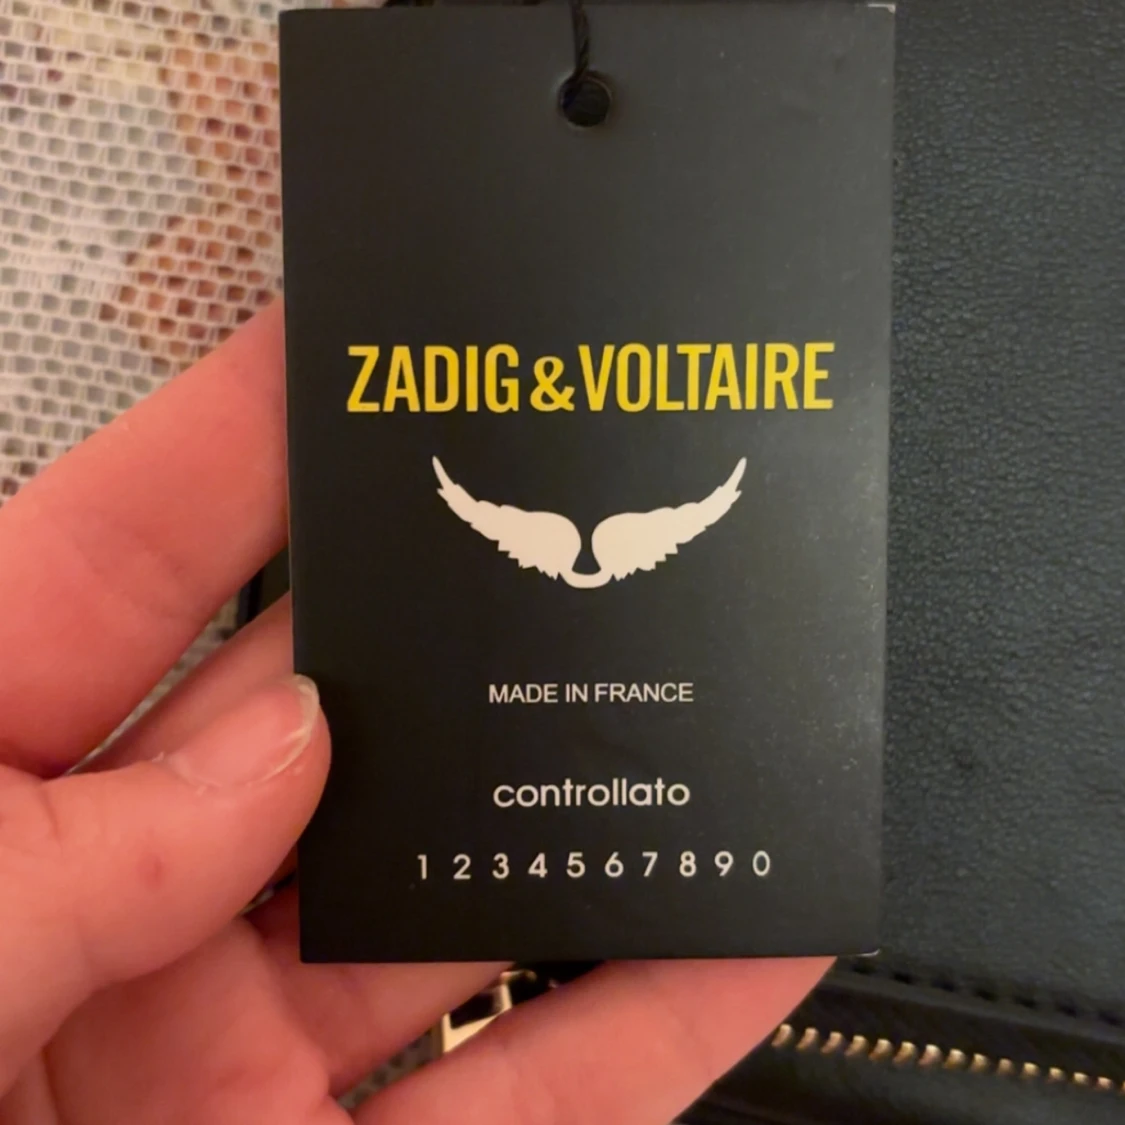 ZADIG & VOLTAIRE
MADE IN FRANCE
controllato
1 2 3 4 5 6 7 8 9 0